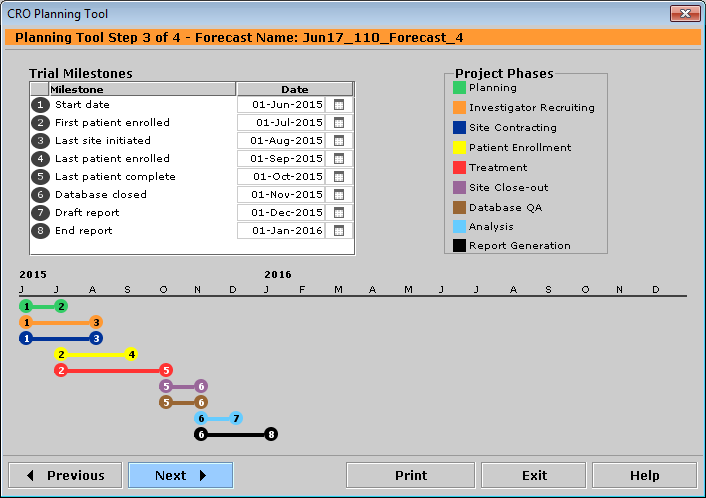 CRO Planning Tool
Planning Tool Step 3 of 4 - Forecast Name: Jun17_110_Forecast_4
Trial Milestones
Milestone Date
1 Start date 01-Jun-2015
2 First patient enrolled 01-Jul-2015
3 Last site initiated 01-Aug-2015
4 Last patient enrolled 01-Sep-2015
5 Last patient complete 01-Oct-2015
6 Database closed 01-Nov-2015
7 Draft report 01-Dec-2015
8 End report 01-Jan-2016
Project Phases
Planning
Investigator Recruiting
Site Contracting
Patient Enrollment
Treatment
Site Close-out
Database QA
Analysis
Report Generation
2015 2016
J J A S O N D J F M A M J J A S O N D
1 2
1 3
1 3
2 4
2 5
5 6
5 6
6 7
6 8
Previous Next Print Exit Help